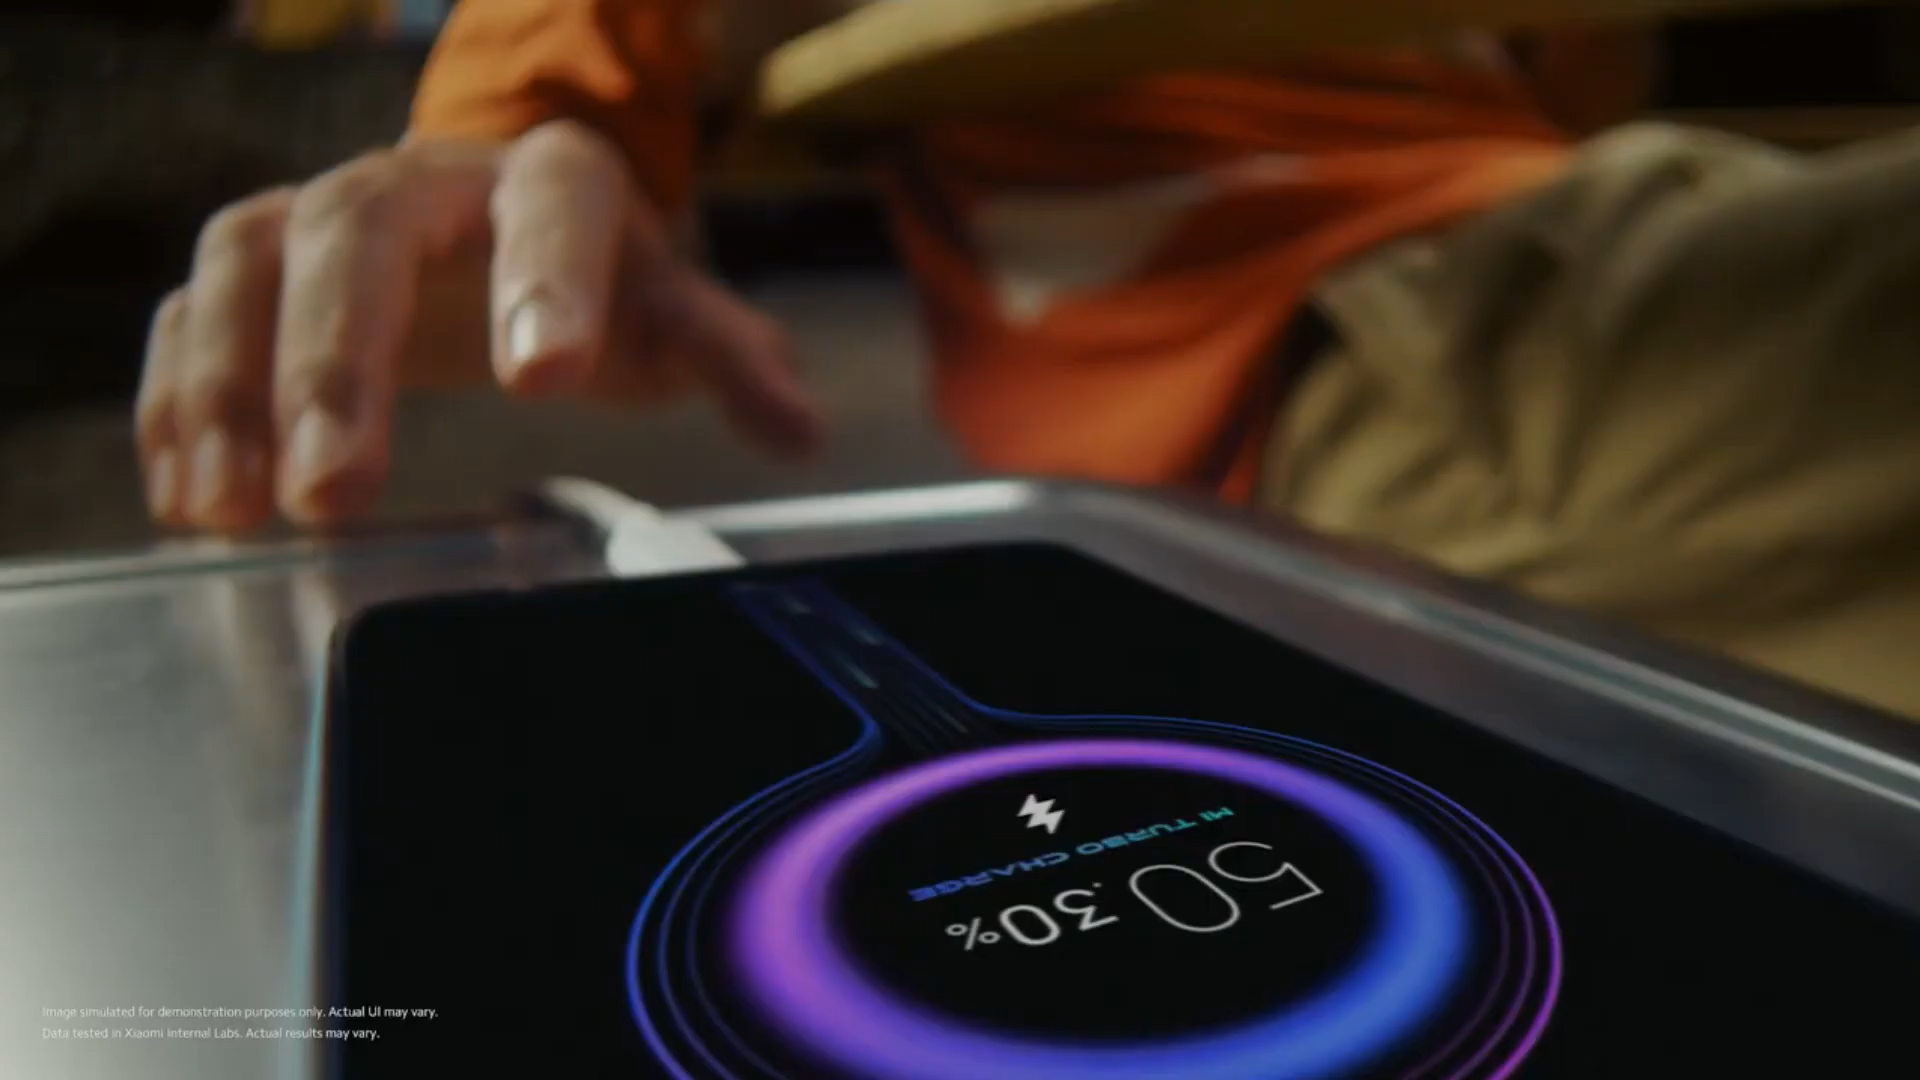 MI TURBO CHARGE
50.30%
Image simulated for demonstration purposes only. Actual UI may vary.
Data tested in Xiaomi Internal Labs. Actual results may vary.